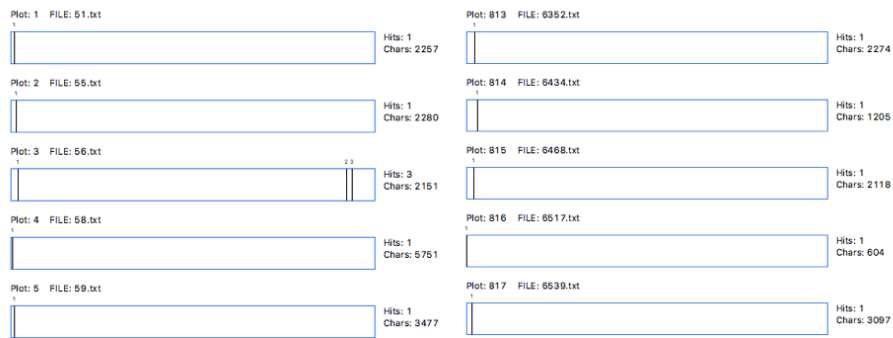 Plot: 1 FILE: 51.txt
1
Hits: 1
Chars: 2257
Plot: 2 FILE: 55.txt
1
Hits: 1
Chars: 2280
Plot: 3 FILE: 56.txt
1 2 3
Hits: 3
Chars: 2151
Plot: 4 FILE: 58.txt
1
Hits: 1
Chars: 5751
Plot: 5 FILE: 59.txt
1
Hits: 1
Chars: 3477
Plot: 813 FILE: 6352.txt
1
Hits: 1
Chars: 2274
Plot: 814 FILE: 6434.txt
1
Hits: 1
Chars: 1205
Plot: 815 FILE: 6468.txt
1
Hits: 1
Chars: 2118
Plot: 816 FILE: 6517.txt
1
Hits: 1
Chars: 604
Plot: 817 FILE: 6539.txt
1
Hits: 1
Chars: 3097